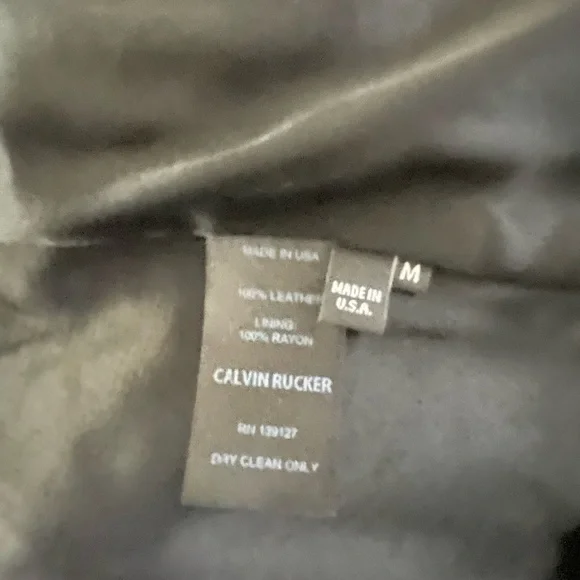 MADE IN USA
100% LEATHER
LINING:
100% RAYON
CALVIN RUCKER
RN 139127
DRY CLEAN ONLY
MADE IN
U.S.A.
M